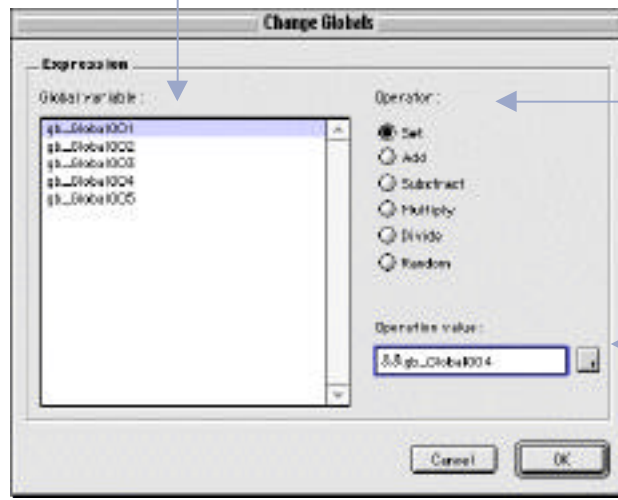 Change Globals
Expression
Global variable :
gb_Global001
gb_Global002
gb_Global003
gb_Global004
gb_Global005
Operator :
Set
Add
Substract
Multiply
Divide
Random
Operation value :
&&gb_Global004
Cancel
OK